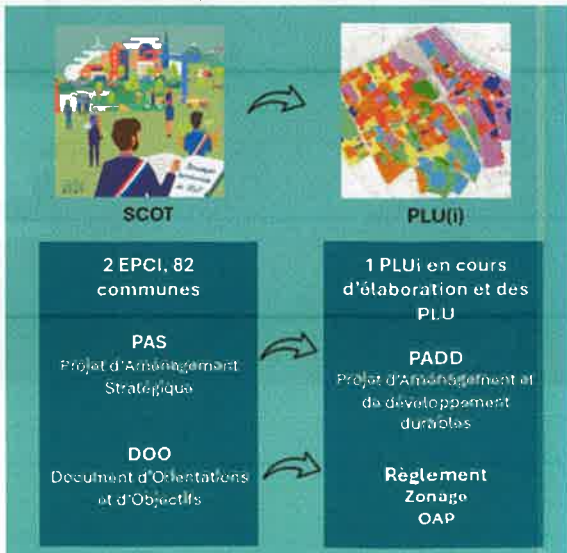 SCOT
2 EPCI, 82
communes
PAS
Projet d'Aménagement
Stratégique
DOO
Document d'Orientations
et d'Objectifs
PLU(i)
1 PLUi en cours
d'élaboration et des
PLU
PADD
Projet d'Aménagement et
de développement
durables
Règlement
Zonage
OAP